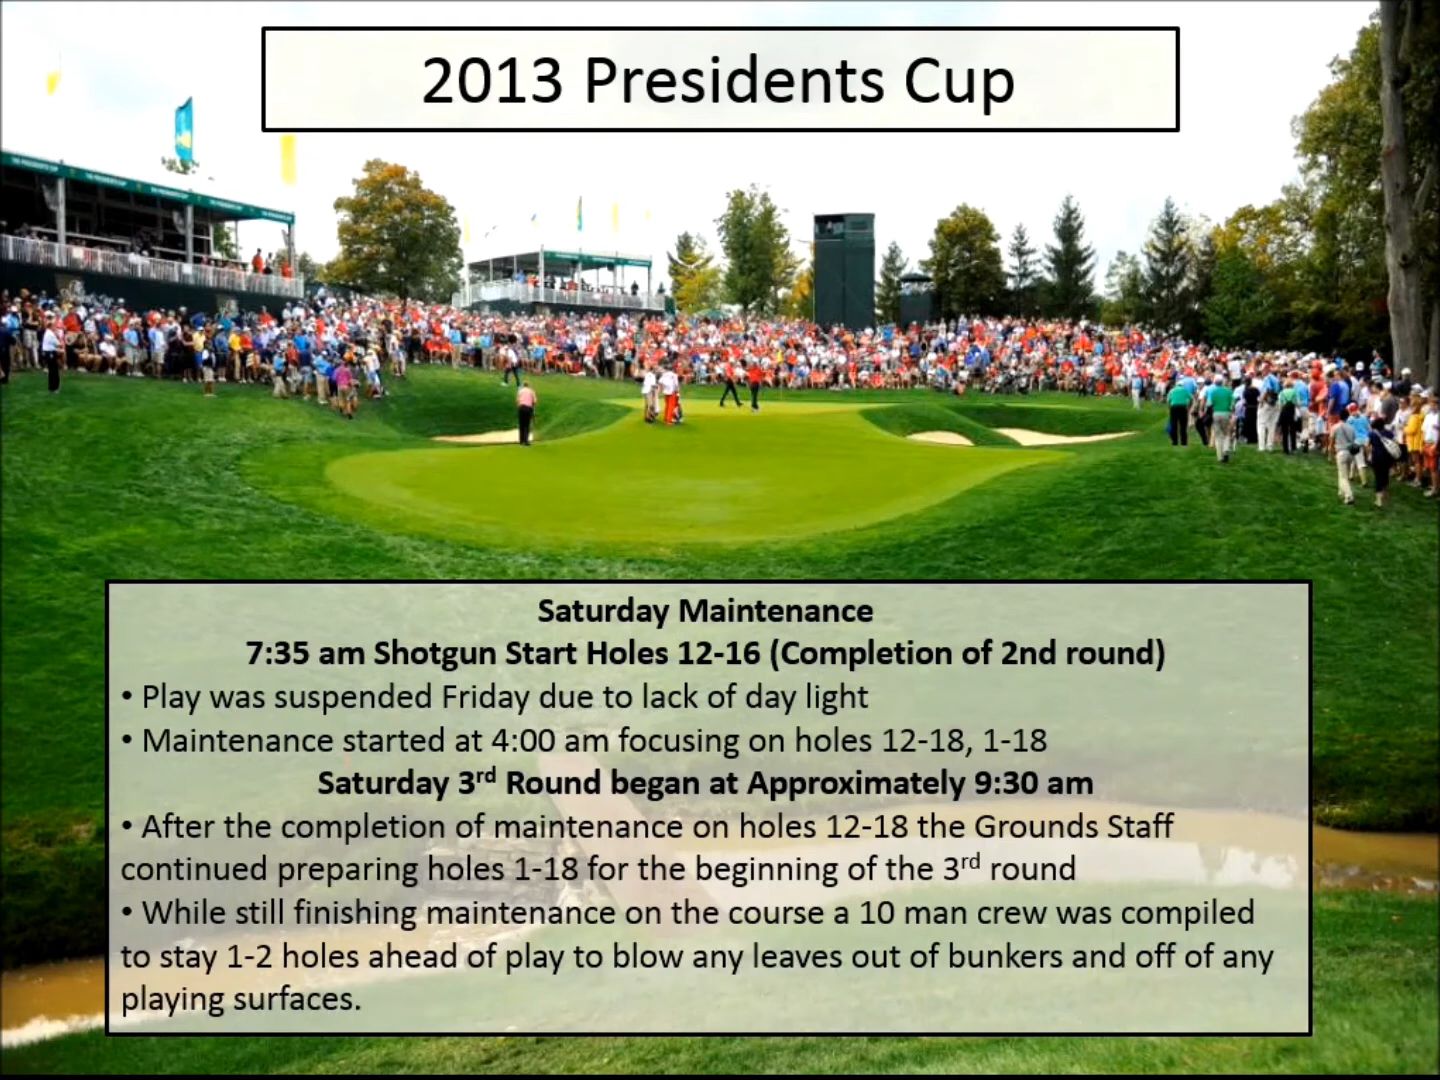 2013 Presidents Cup
Saturday Maintenance
7:35 am Shotgun Start Holes 12-16 (Completion of 2nd round)
• Play was suspended Friday due to lack of day light
• Maintenance started at 4:00 am focusing on holes 12-18, 1-18
Saturday 3rd Round began at Approximately 9:30 am
• After the completion of maintenance on holes 12-18 the Grounds Staff
continued preparing holes 1-18 for the beginning of the 3rd round
• While still finishing maintenance on the course a 10 man crew was compiled
to stay 1-2 holes ahead of play to blow any leaves out of bunkers and off of any
playing surfaces.